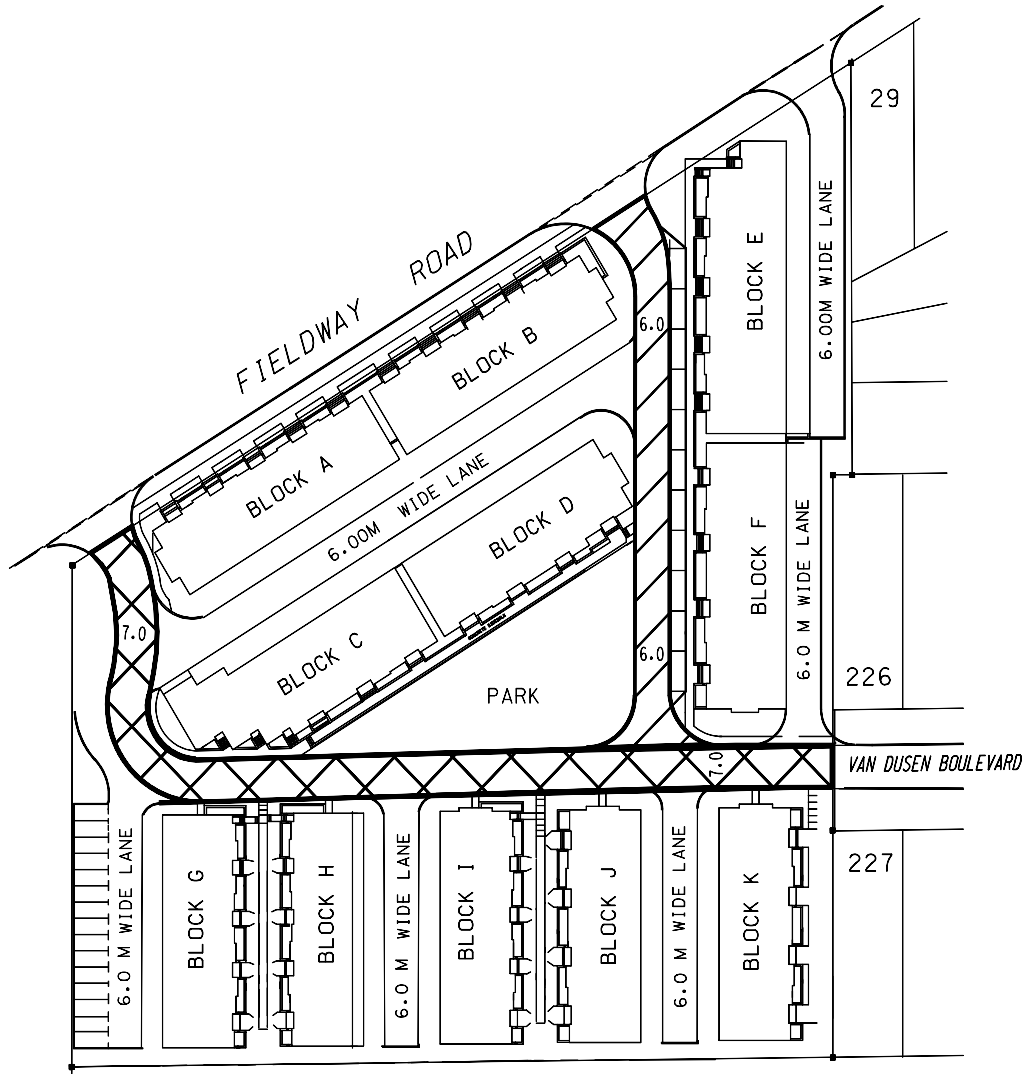 29
6.00M WIDE LANE
BLOCK E
FIELDWAY ROAD
6.0
BLOCK B
BLOCK A
6.00M WIDE LANE
BLOCK D
BLOCK F
6.0 M WIDE LANE
7.0
BLOCK C
6.0
PARK
226
7.0
VAN DUSEN BOULEVARD
6.0 M WIDE LANE
BLOCK G
BLOCK H
6.0 M WIDE LANE
BLOCK I
BLOCK J
6.0 M WIDE LANE
BLOCK K
227